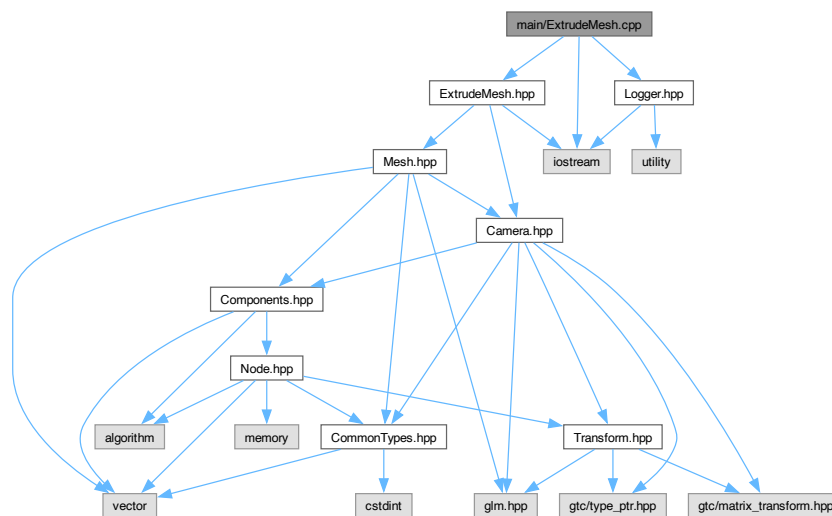 main/ExtrudeMesh.cpp
ExtrudeMesh.hpp
Logger.hpp
Mesh.hpp
iostream
utility
Camera.hpp
Components.hpp
Node.hpp
algorithm
memory
CommonTypes.hpp
Transform.hpp
vector
cstdint
glm.hpp
gtc/type_ptr.hpp
gtc/matrix_transform.hpp